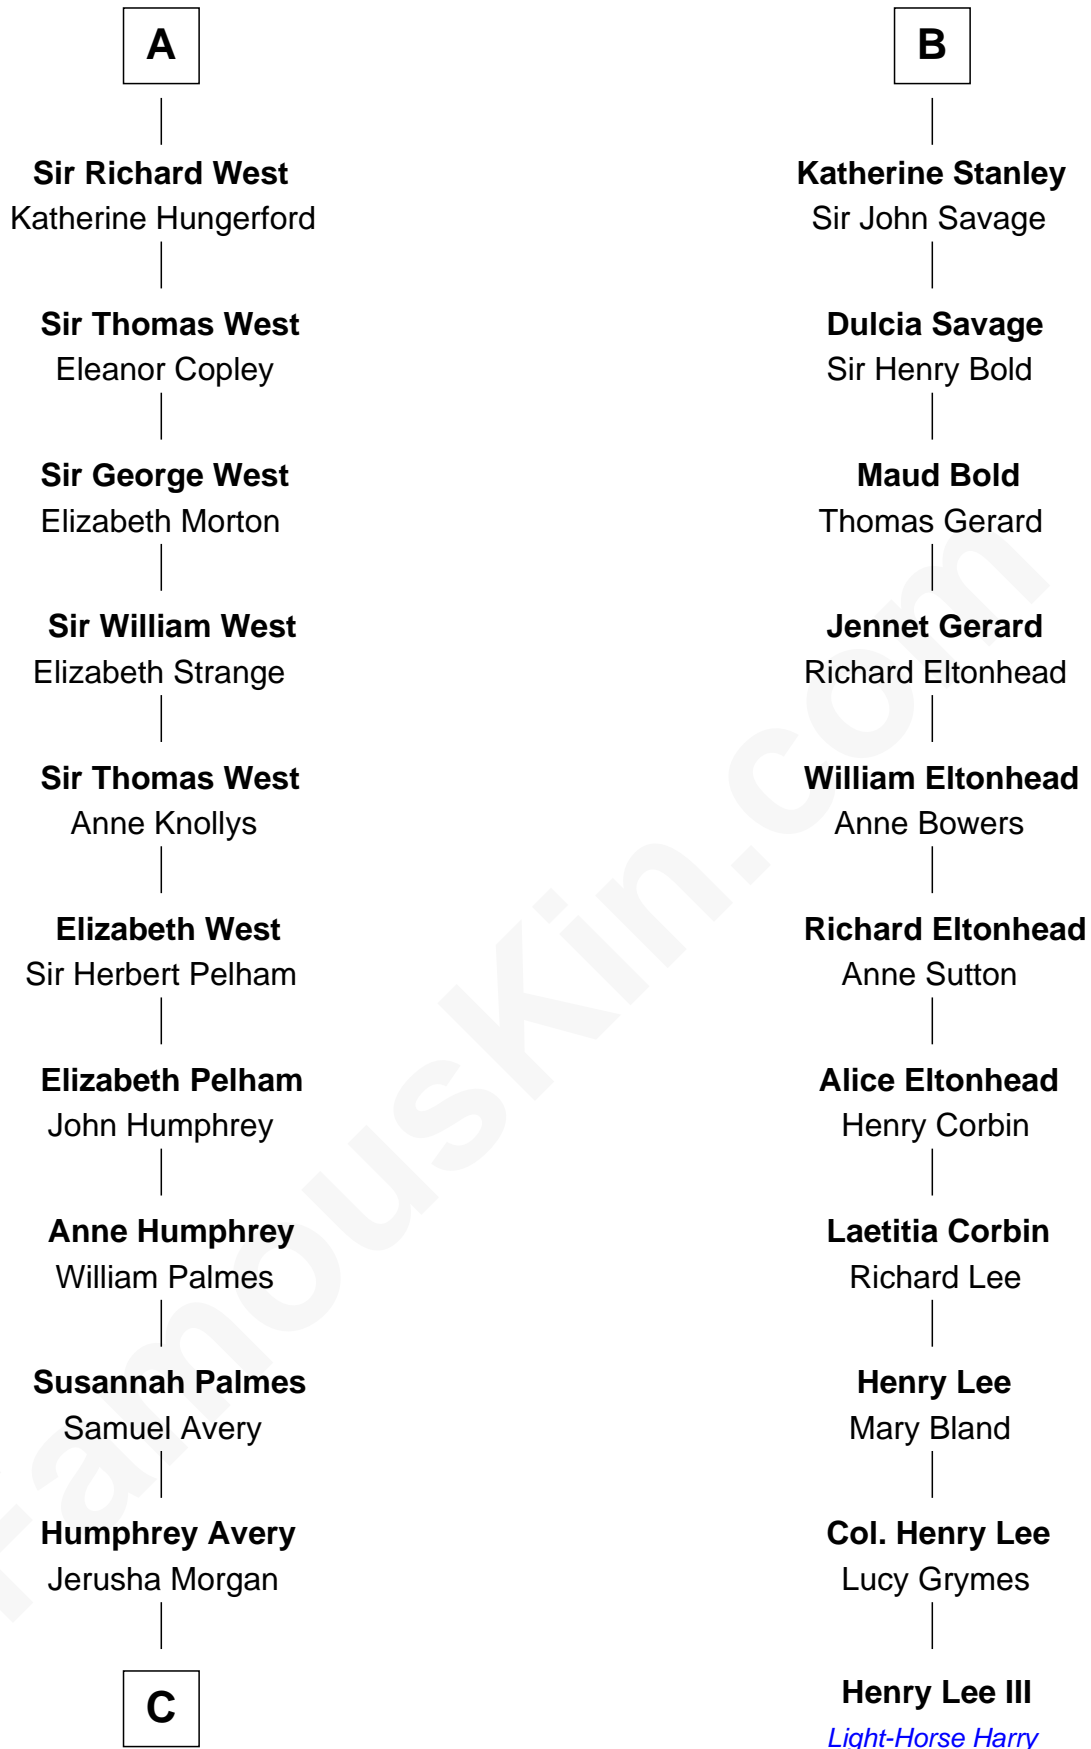 A
Sir Richard West
Katherine Hungerford
Sir Thomas West
Eleanor Copley
Sir George West
Elizabeth Morton
Sir William West
Elizabeth Strange
Sir Thomas West
Anne Knollys
Elizabeth West
Sir Herbert Pelham
Elizabeth Pelham
John Humphrey
Anne Humphrey
William Palmes
Susannah Palmes
Samuel Avery
Humphrey Avery
Jerusha Morgan
C
B
Katherine Stanley
Sir John Savage
Dulcia Savage
Sir Henry Bold
Maud Bold
Thomas Gerard
Jennet Gerard
Richard Eltonhead
William Eltonhead
Anne Bowers
Richard Eltonhead
Anne Sutton
Alice Eltonhead
Henry Corbin
Laetitia Corbin
Richard Lee
Henry Lee
Mary Bland
Col. Henry Lee
Lucy Grymes
Henry Lee III
Light-Horse Harry
FamousKin.com